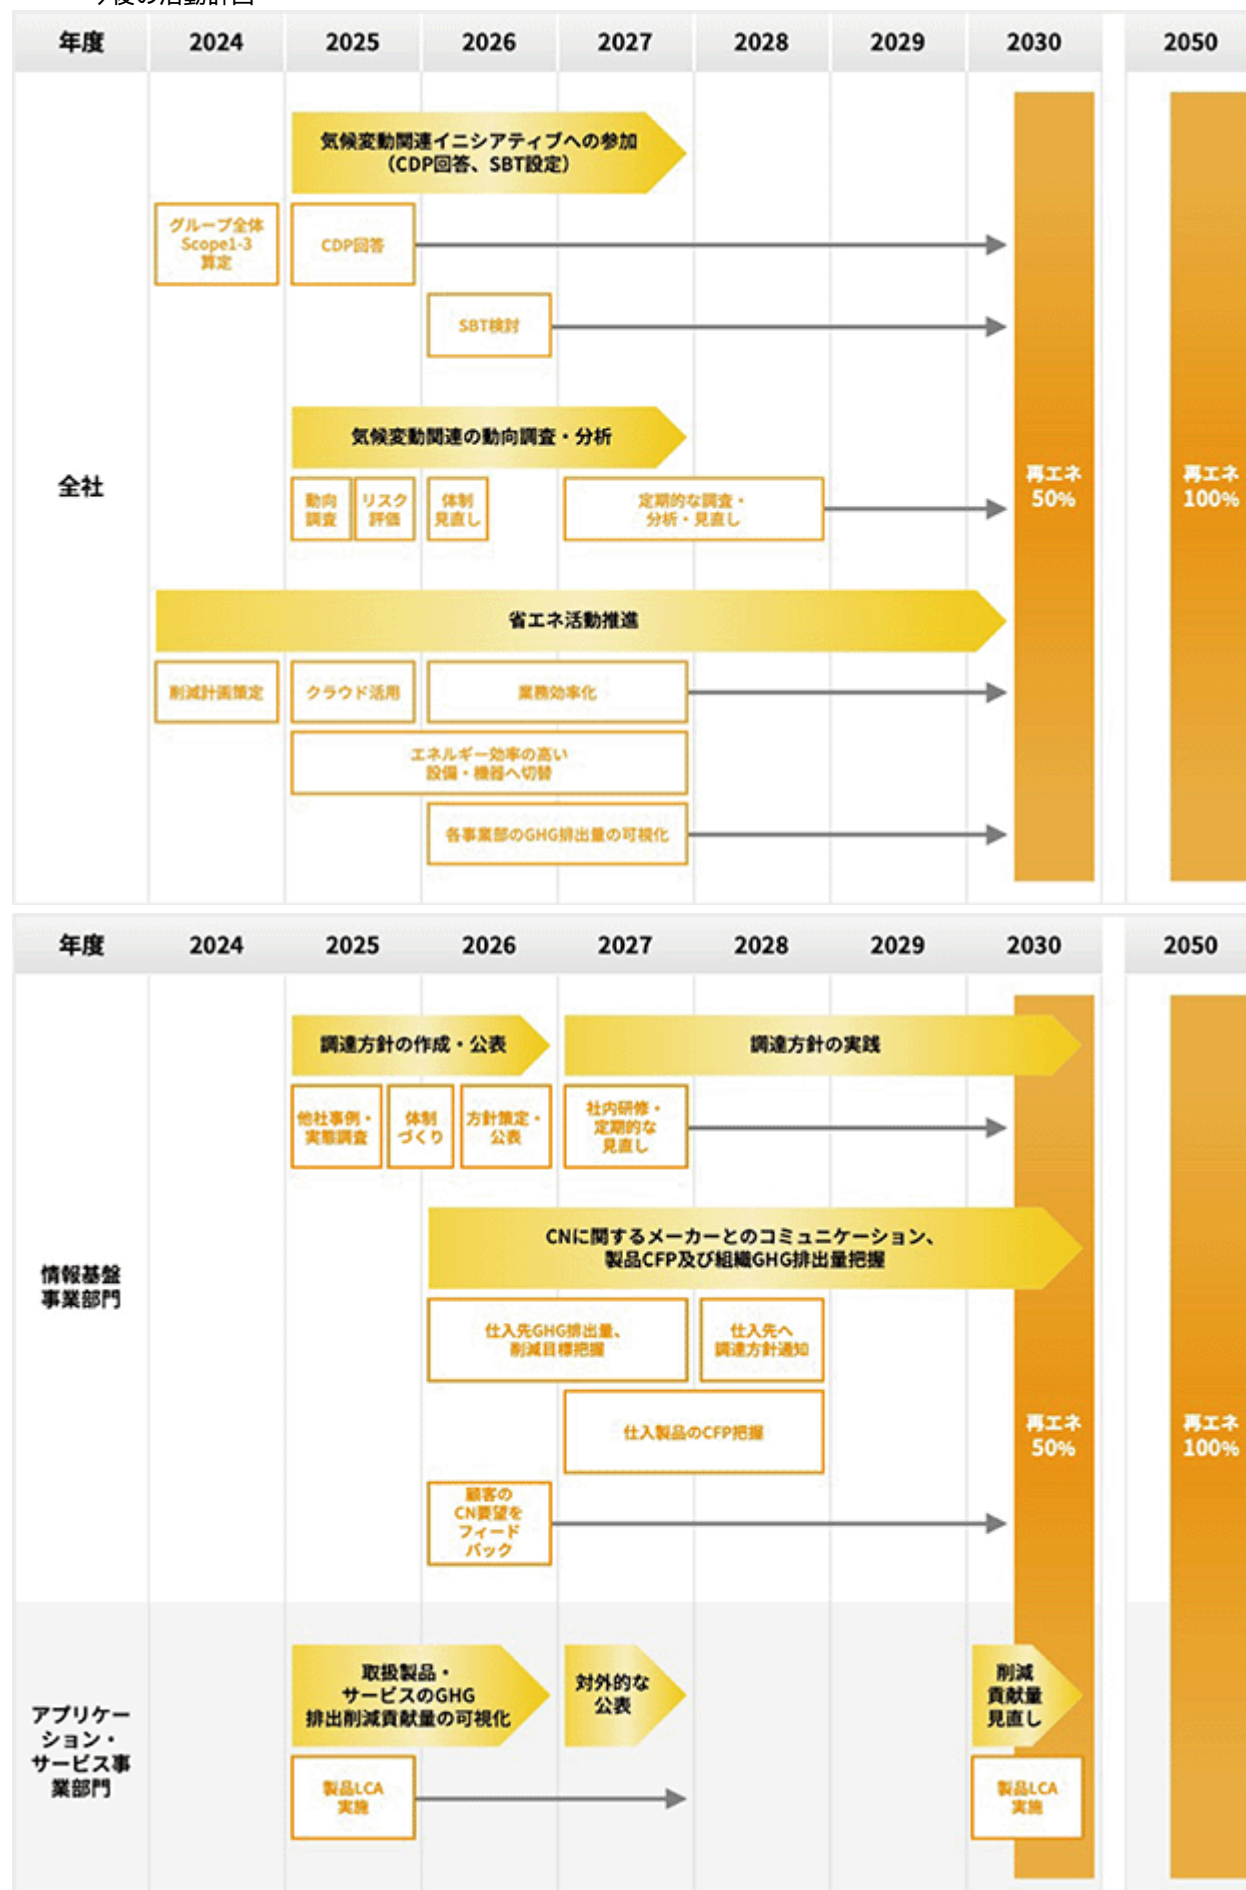 今後の活動計画
年度 2024 2025 2026 2027 2028 2029 2030 2050
気候変動関連イニシアティブへの参加
（CDP回答、SBT設定）
グループ全体
Scope1-3
算定
CDP回答
SBT検討
気候変動関連の動向調査・分析
全社
動向
調査
リスク
評価
体制
見直し
定期的な調査・
分析・見直し
再エネ
50%
再エネ
100%
省エネ活動推進
削減計画策定
クラウド活用
業務効率化
エネルギー効率の高い
設備・機器へ切替
各事業部のGHG排出量の可視化
年度 2024 2025 2026 2027 2028 2029 2030 2050
調達方針の作成・公表
調達方針の実践
他社事例・
実態調査
体制
づくり
方針策定・
公表
社内研修・
定期的な
見直し
CNに関するメーカーとのコミュニケーション、
製品CFP及び組織GHG排出量把握
情報基盤
事業部門
仕入先GHG排出量、
削減目標把握
仕入先へ
調達方針通知
仕入製品のCFP把握
再エネ
50%
再エネ
100%
顧客の
CN要望を
フィード
バック
取扱製品・
サービスのGHG
排出削減貢献量の可視化
対外的な
公表
削減
貢献量
見直し
アプリケー
ション・
サービス事
業部門
製品LCA
実施
製品LCA
実施